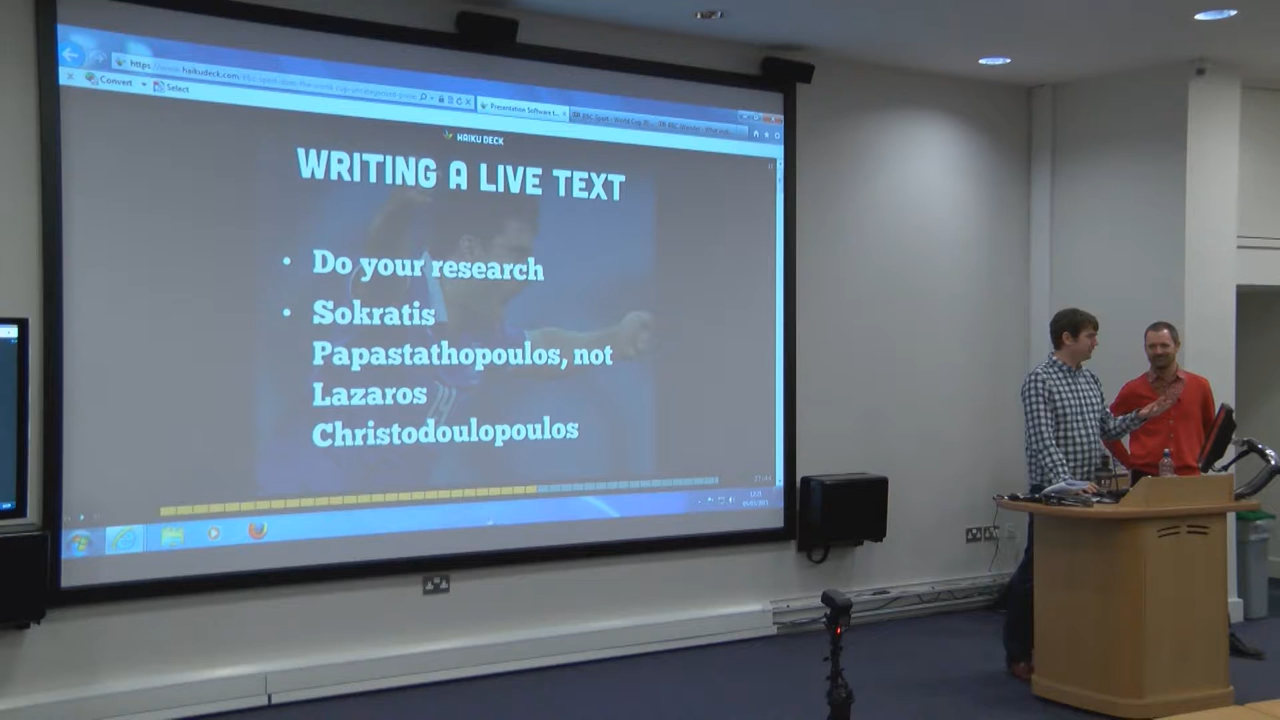 https://www.haikudeck.com
Convert
Select
Presentation Software t...
HAIKU DECK
WRITING A LIVE TEXT
• Do your research
• Sokratis
Papastathopoulos, not
Lazaros
Christodoulopoulos